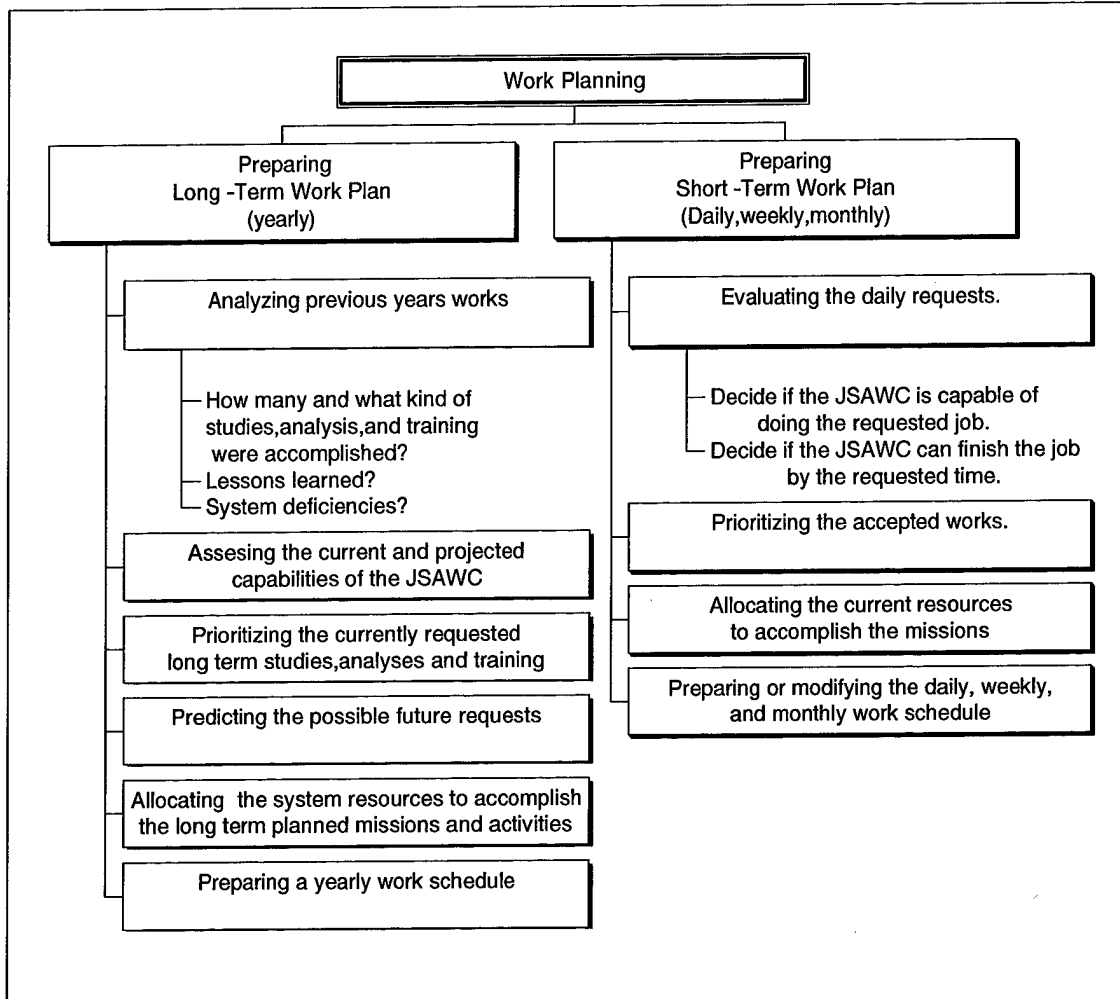 Work Planning
Preparing
Long -Term Work Plan
(yearly)
Analyzing previous years works
How many and what kind of
studies,analysis,and training
were accomplished?
Lessons learned?
System deficiencies?
Assesing the current and projected
capabilities of the JSAWC
Prioritizing the currently requested
long term studies,analyses and training
Predicting the possible future requests
Allocating the system resources to accomplish
the long term planned missions and activities
Preparing a yearly work schedule
Preparing
Short -Term Work Plan
(Daily,weekly,monthly)
Evaluating the daily requests.
Decide if the JSAWC is capable of
doing the requested job.
Decide if the JSAWC can finish the job
by the requested time.
Prioritizing the accepted works.
Allocating the current resources
to accomplish the missions
Preparing or modifying the daily, weekly,
and monthly work schedule